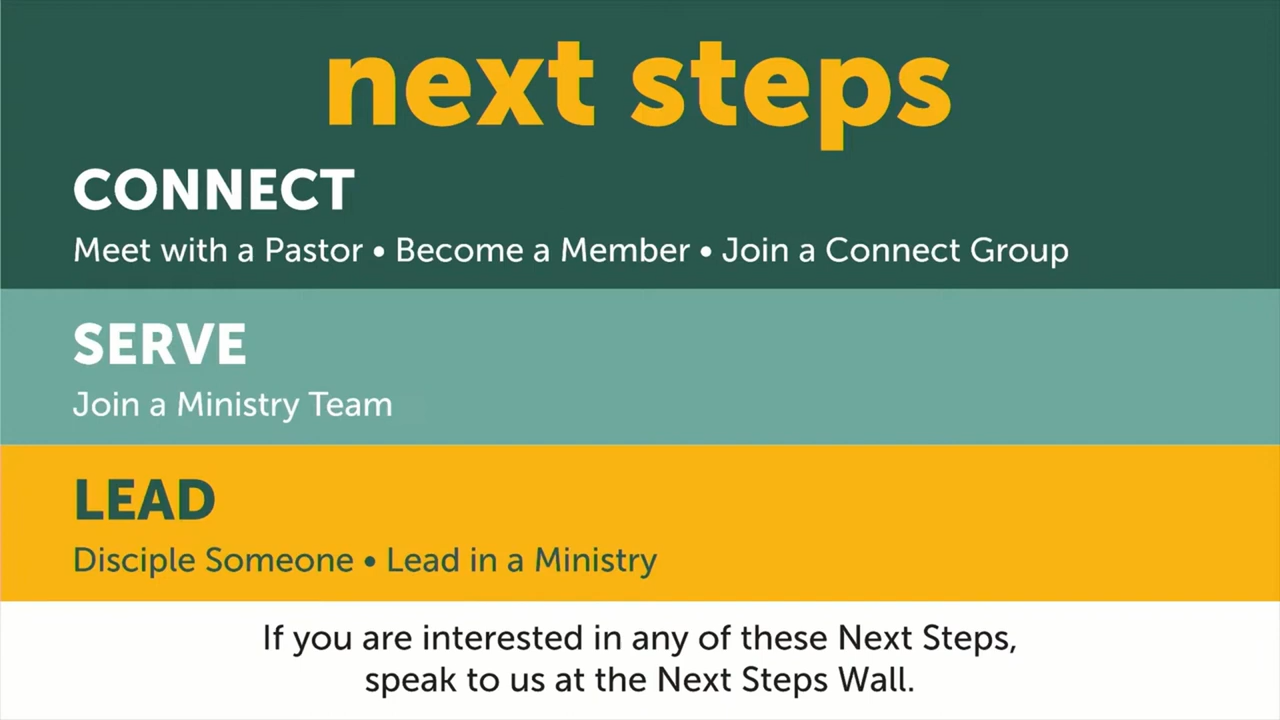 next steps
CONNECT
Meet with a Pastor • Become a Member • Join a Connect Group
SERVE
Join a Ministry Team
LEAD
Disciple Someone • Lead in a Ministry
If you are interested in any of these Next Steps,
speak to us at the Next Steps Wall.